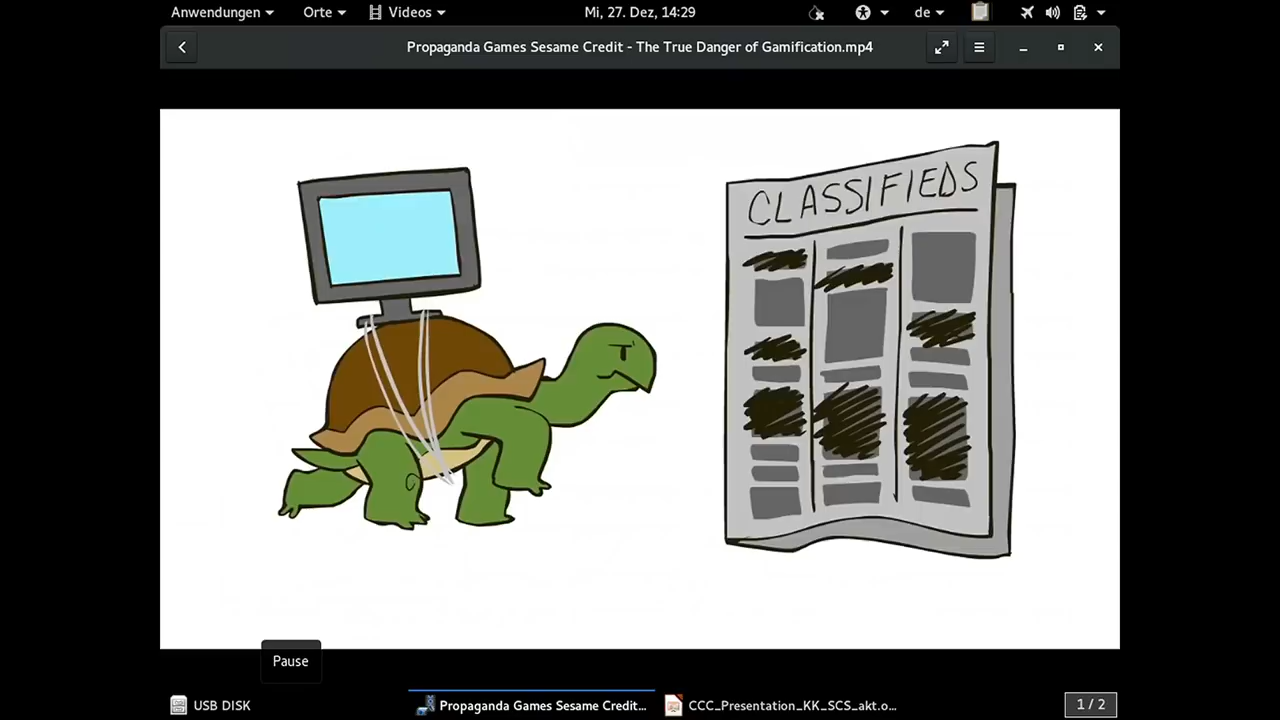 Anwendungen Orte Videos Mi, 27. Dez, 14:29 de
Propaganda Games Sesame Credit - The True Danger of Gamification.mp4
CLASSIFIEDS
Pause
USB DISK Propaganda Games Sesame Credit... CCC_Presentation_KK_SCS_akt.o... 1 / 2